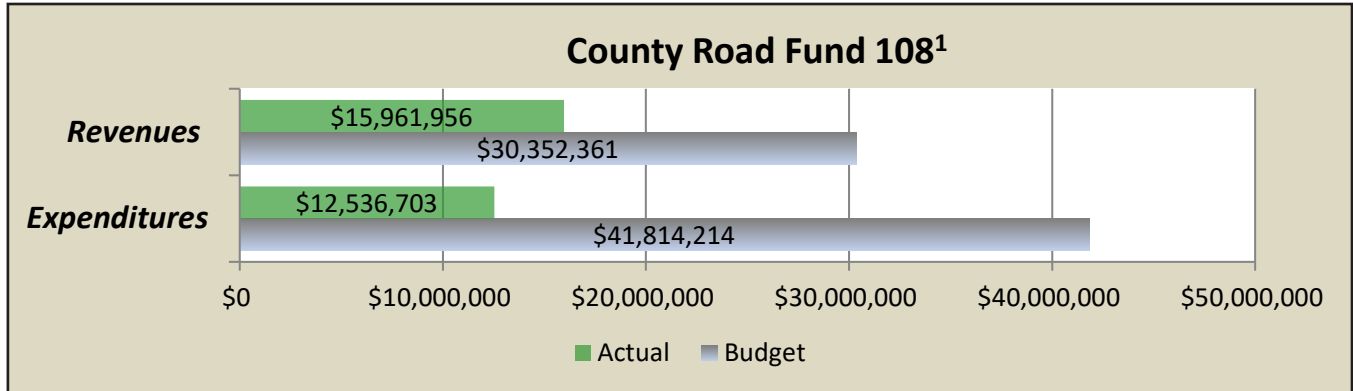 County Road Fund 108¹
Revenues
$15,961,956
$30,352,361
Expenditures
$12,536,703
$41,814,214
$0 $10,000,000 $20,000,000 $30,000,000 $40,000,000 $50,000,000
Actual Budget